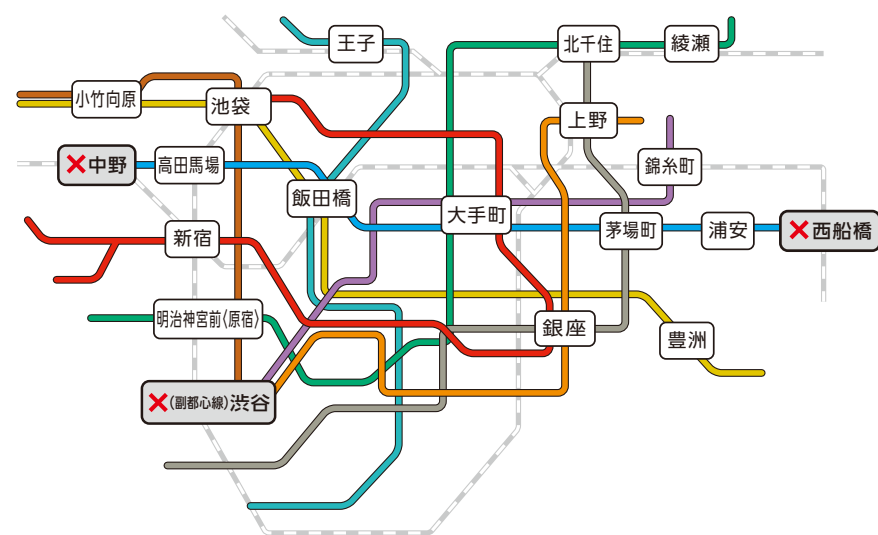 王子
北千住
綾瀬
小竹向原
池袋
上野
×中野
高田馬場
錦糸町
飯田橋
大手町
新宿
茅場町
浦安
×西船橋
明治神宮前〈原宿〉
銀座
豊洲
×(副都心線)渋谷